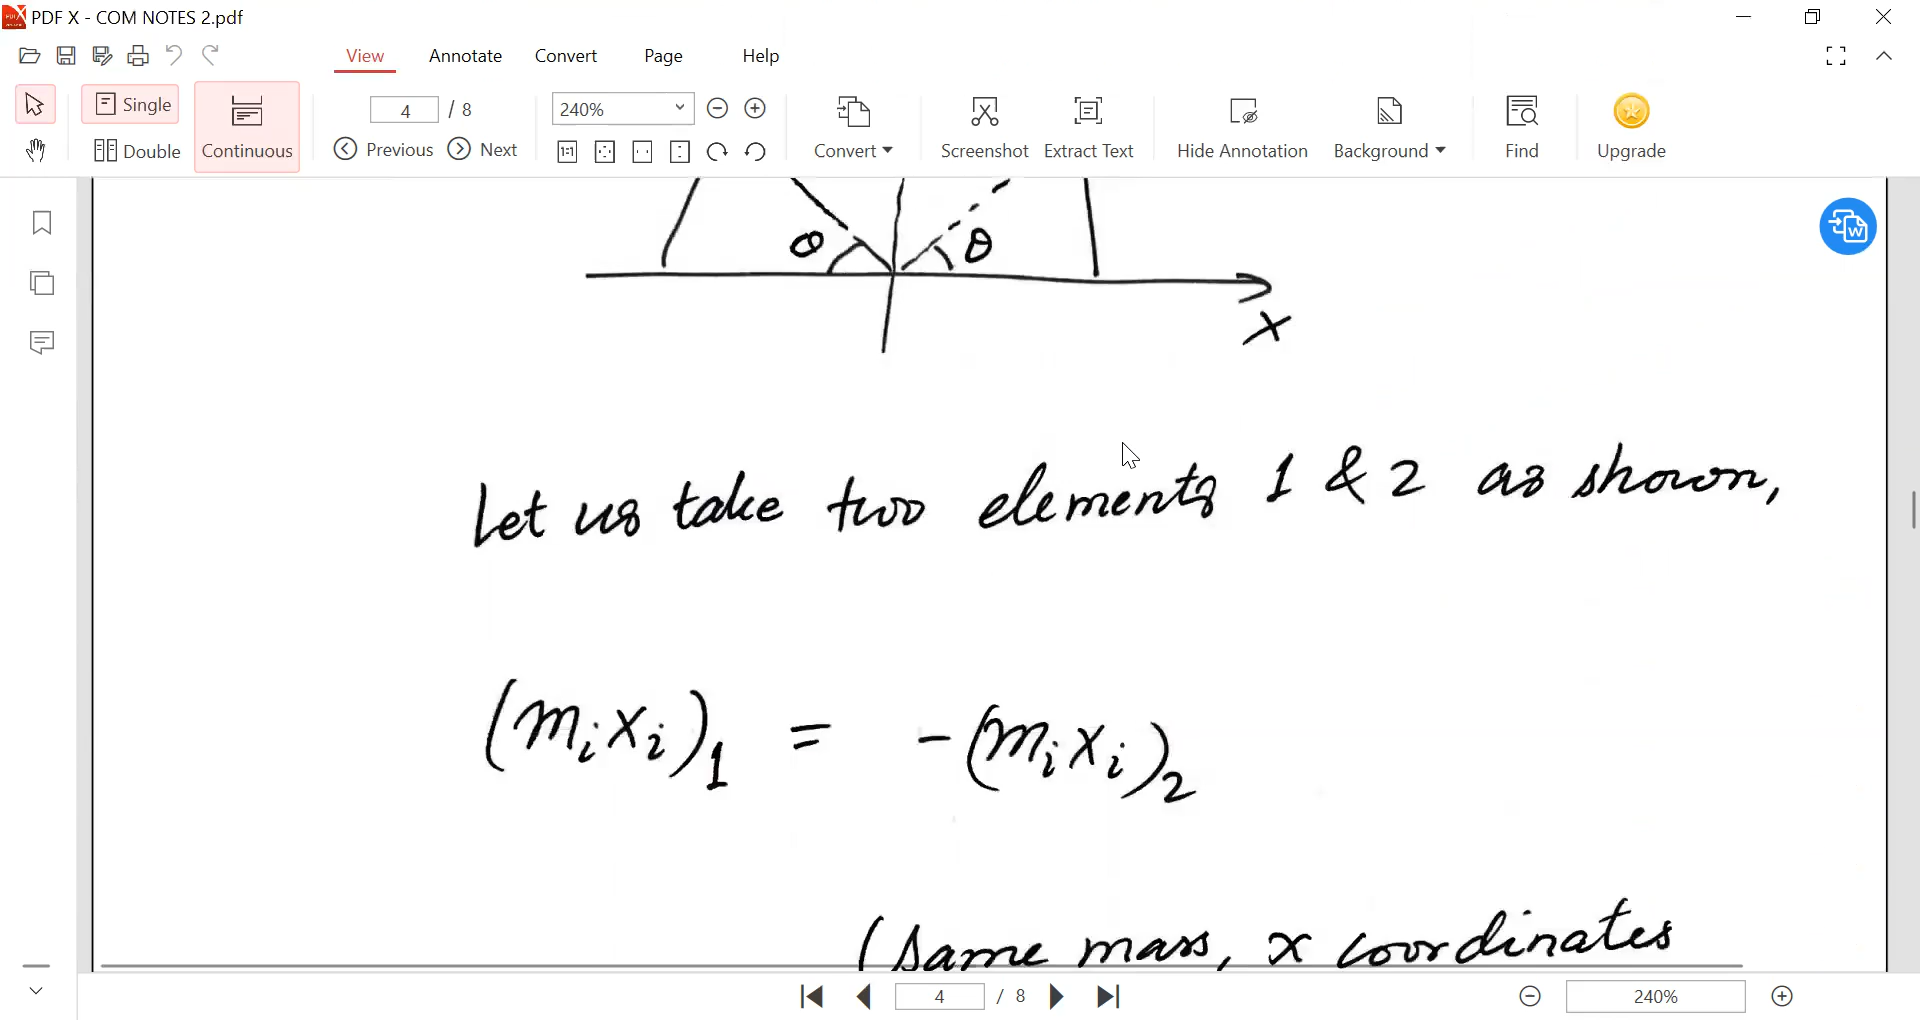 PDF X - COM NOTES 2.pdf
View Annotate Convert Page Help
Single
Double
Continuous
4 / 8
Previous Next
240%
1:1
Convert
Screenshot
Extract Text
Hide Annotation
Background
Find
Upgrade
W
θ θ
X
Let us take two elements 1 & 2 as shown,
(mᵢxᵢ)₁ = -(mᵢxᵢ)₂
(same mass, x coordinates
4 / 8
240%